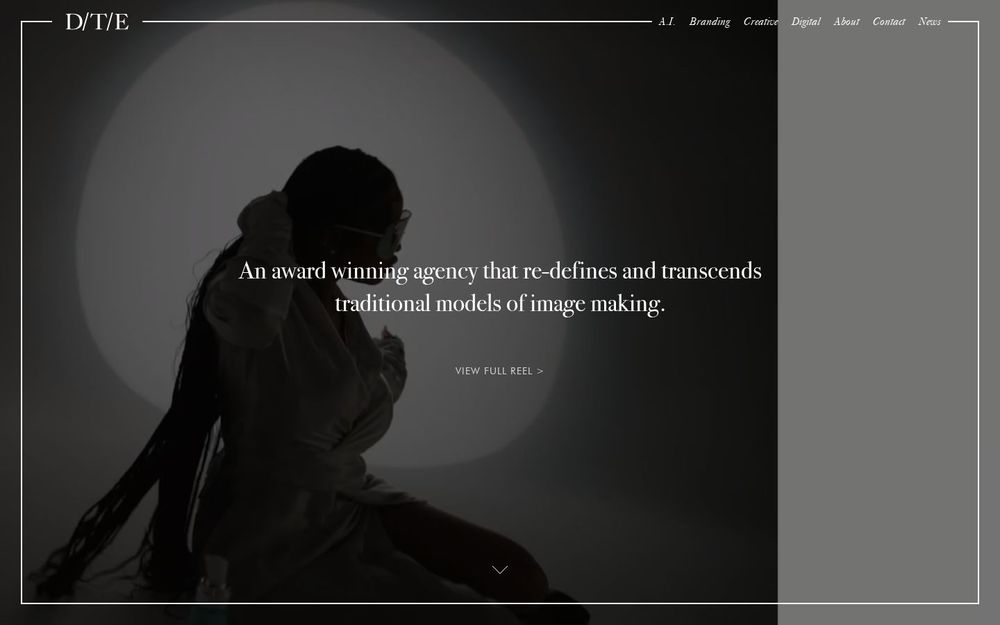 D/T/E
A.I. Branding Creative Digital About Contact News
An award winning agency that re-defines and transcends
traditional models of image making.
VIEW FULL REEL >